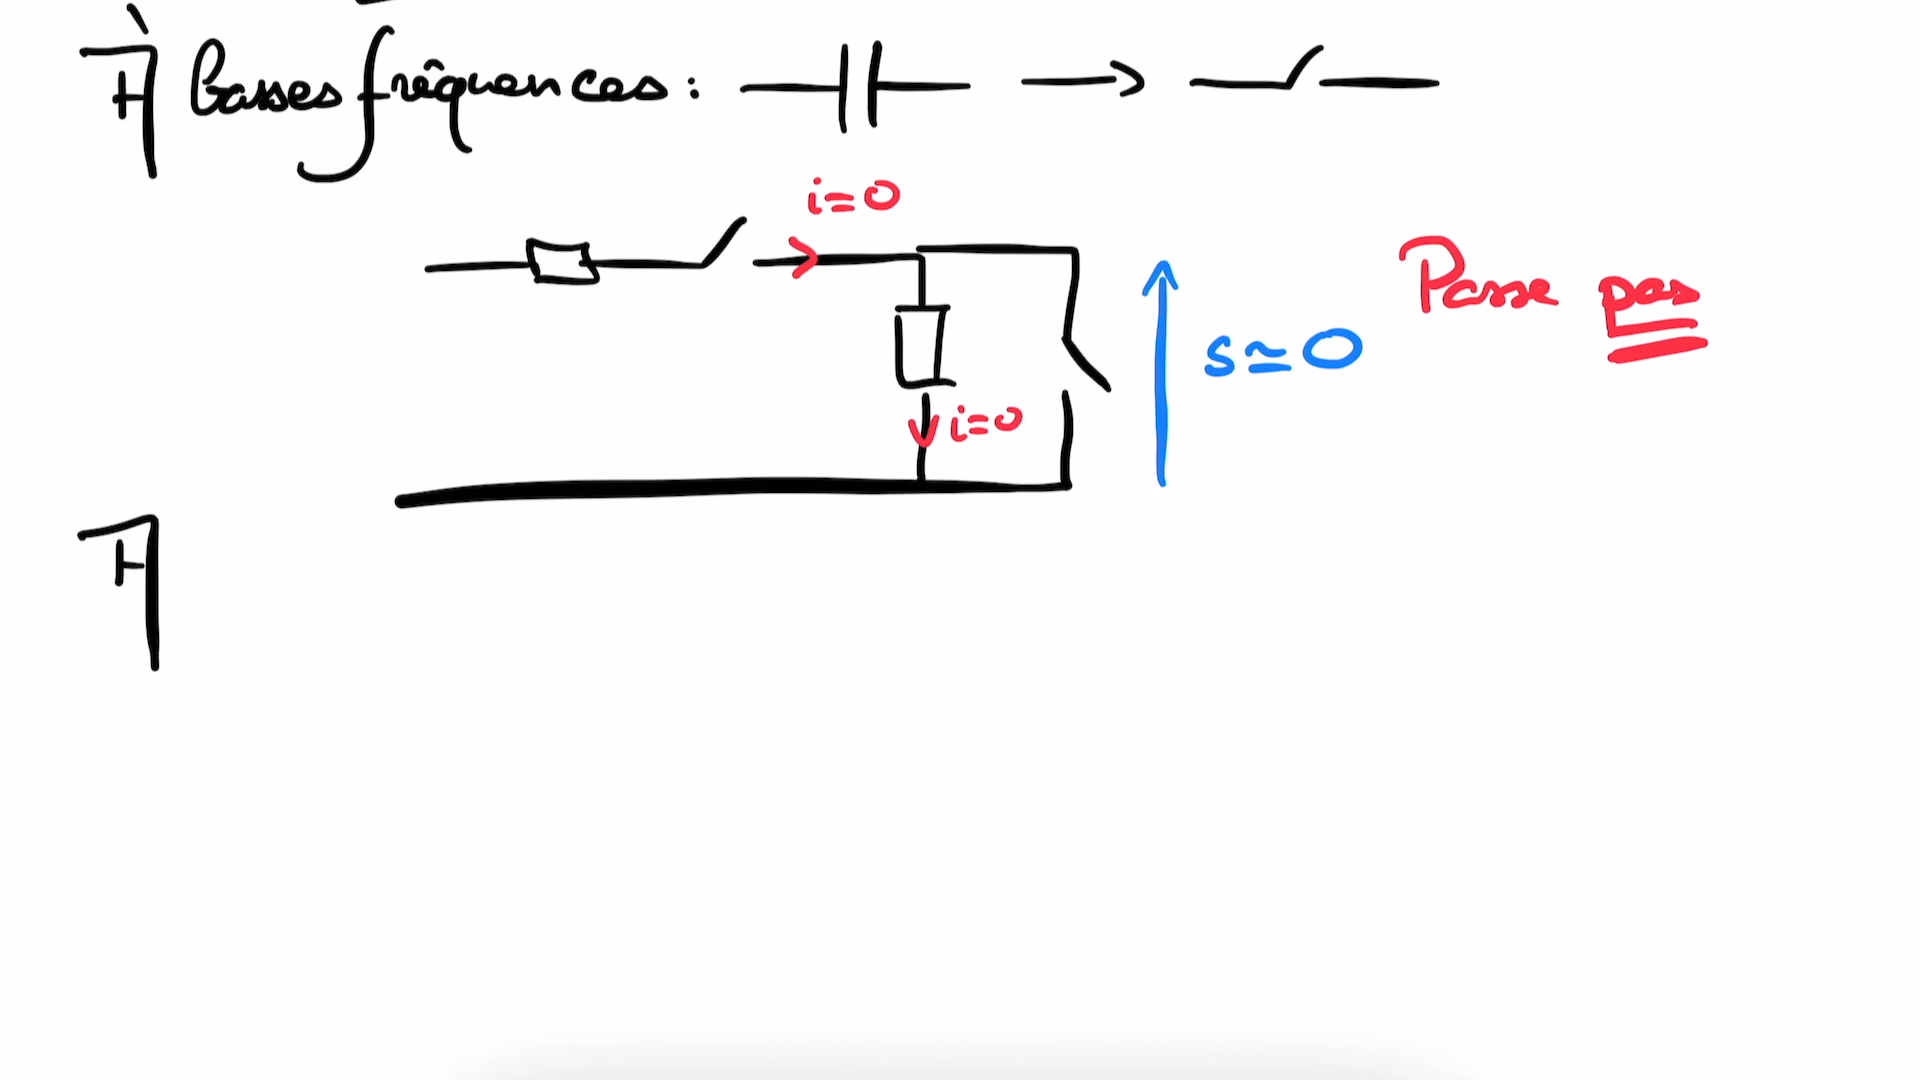 À basses fréquences :
i=0
Passe pas
s≃0
i=0
A